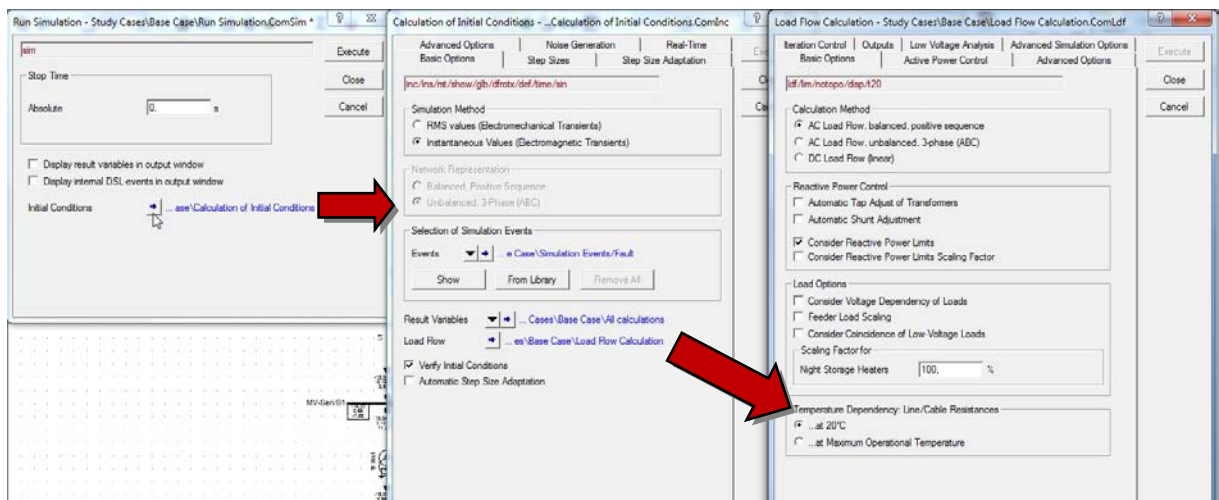 Run Simulation - Study Cases\Base Case\Run Simulation.ComSim *
sim
Execute
Close
Cancel
Stop Time
Absolute 0. s
Display result variables in output window
Display internal DSL-events in output window
Initial Conditions ... ase\Calculation of Initial Conditions
MV-Gen/B1
Calculation of Initial Conditions - ...Calculation of Initial Conditions.ComInc
Advanced Options Noise Generation Real-Time
Basic Options Step Sizes Step Size Adaptation
Simulation Method
RMS values (Electromechanical Transients)
Instantaneous Values (Electromagnetic Transients)
Network Representation
Balanced, Positive Sequence
Unbalanced, 3-Phase (ABC)
Selection of Simulation Events
Events ... e Case\Simulation Events/Fault
Show From Library Remove All
Result Variables ... Cases\Base Case\All calculations
Load Flow ... es\Base Case\Load Flow Calculation
Verify Initial Conditions
Automatic Step Size Adaptation
Load Flow Calculation - Study Cases\Base Case\Load Flow Calculation.ComLdf
Iteration Control Outputs Low Voltage Analysis Advanced Simulation Options
Basic Options Active Power Control Advanced Options
ldf/lim/notopo/disp/t20
Execute
Close
Cancel
Calculation Method
AC Load Flow, balanced, positive sequence
AC Load Flow, unbalanced, 3-phase (ABC)
DC Load Flow (linear)
Reactive Power Control
Automatic Tap Adjust of Transformers
Automatic Shunt Adjustment
Consider Reactive Power Limits
Consider Reactive Power Limits Scaling Factor
Load Options
Consider Voltage Dependency of Loads
Feeder Load Scaling
Consider Coincidence of Low-Voltage Loads
Scaling Factor for
Night Storage Heaters 100, %
Temperature Dependency: Line/Cable Resistances
...at 20°C
...at Maximum Operational Temperature